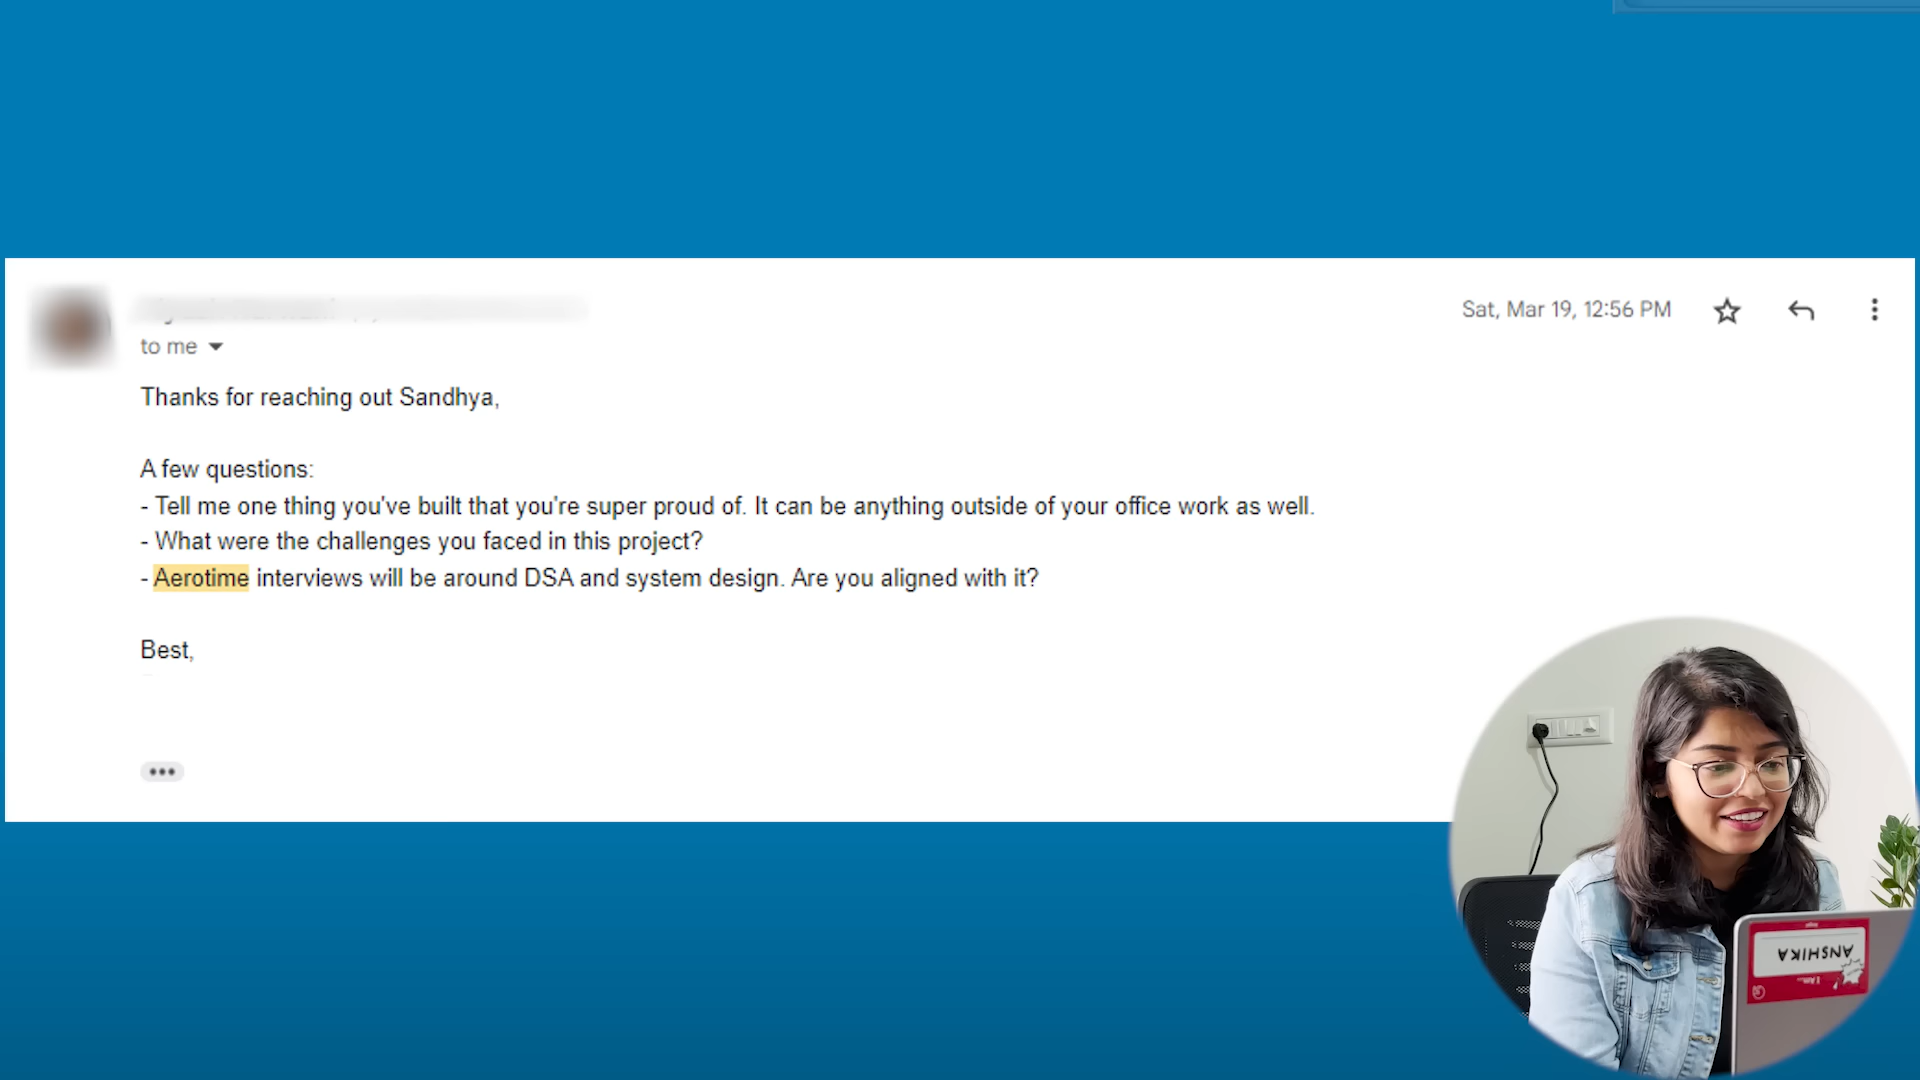 Sat, Mar 19, 12:56 PM
to me
Thanks for reaching out Sandhya,
A few questions:
- Tell me one thing you've built that you're super proud of. It can be anything outside of your office work as well.
- What were the challenges you faced in this project?
- Aerotime interviews will be around DSA and system design. Are you aligned with it?
Best,
ANSHIKA